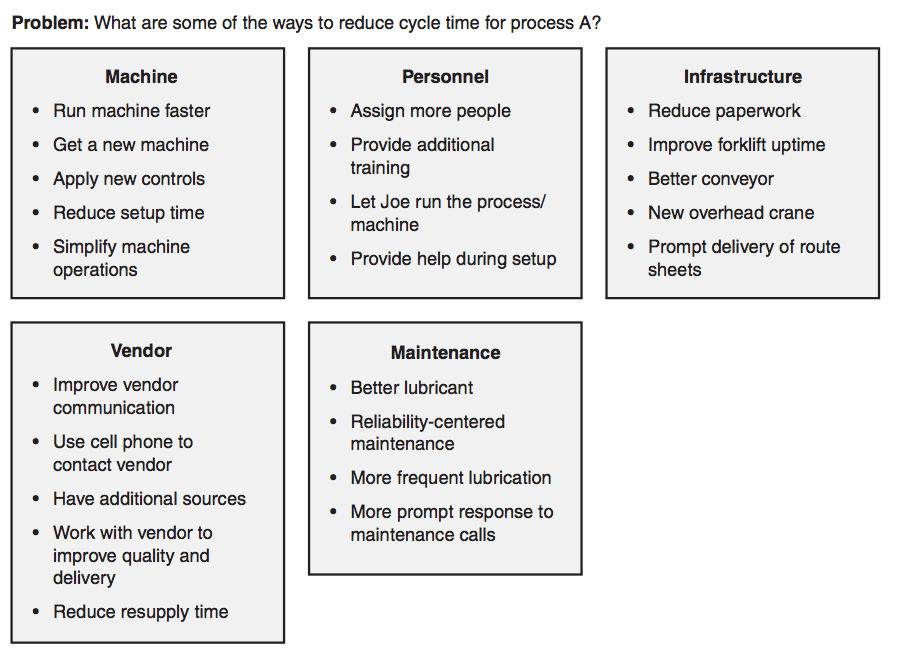 Problem: What are some of the ways to reduce cycle time for process A?
Machine
• Run machine faster
• Get a new machine
• Apply new controls
• Reduce setup time
• Simplify machine
operations
Personnel
• Assign more people
• Provide additional
training
• Let Joe run the process/
machine
• Provide help during setup
Infrastructure
• Reduce paperwork
• Improve forklift uptime
• Better conveyor
• New overhead crane
• Prompt delivery of route
sheets
Vendor
• Improve vendor
communication
• Use cell phone to
contact vendor
• Have additional sources
• Work with vendor to
improve quality and
delivery
• Reduce resupply time
Maintenance
• Better lubricant
• Reliability-centered
maintenance
• More frequent lubrication
• More prompt response to
maintenance calls